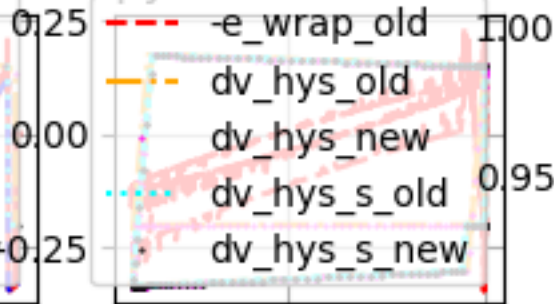 0.25
-e_wrap_old
1.00
dv_hys_old
0.00
dv_hys_new
dv_hys_s_old
0.95
0.25
dv_hys_s_new